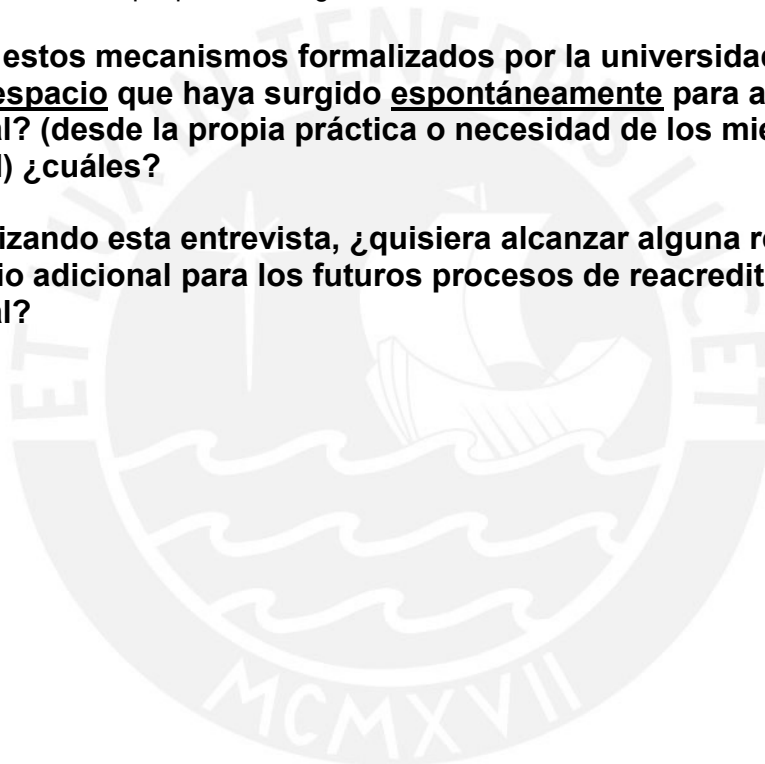 estos mecanismos formalizados por la universidad
espacio que haya surgido espontáneamente para a
al? (desde la propia práctica o necesidad de los mie
) ¿cuáles?
izando esta entrevista, ¿quisiera alcanzar alguna re
io adicional para los futuros procesos de reacredit
al?
ET LUX IN TENEBRIS LUCET
MCMXVII